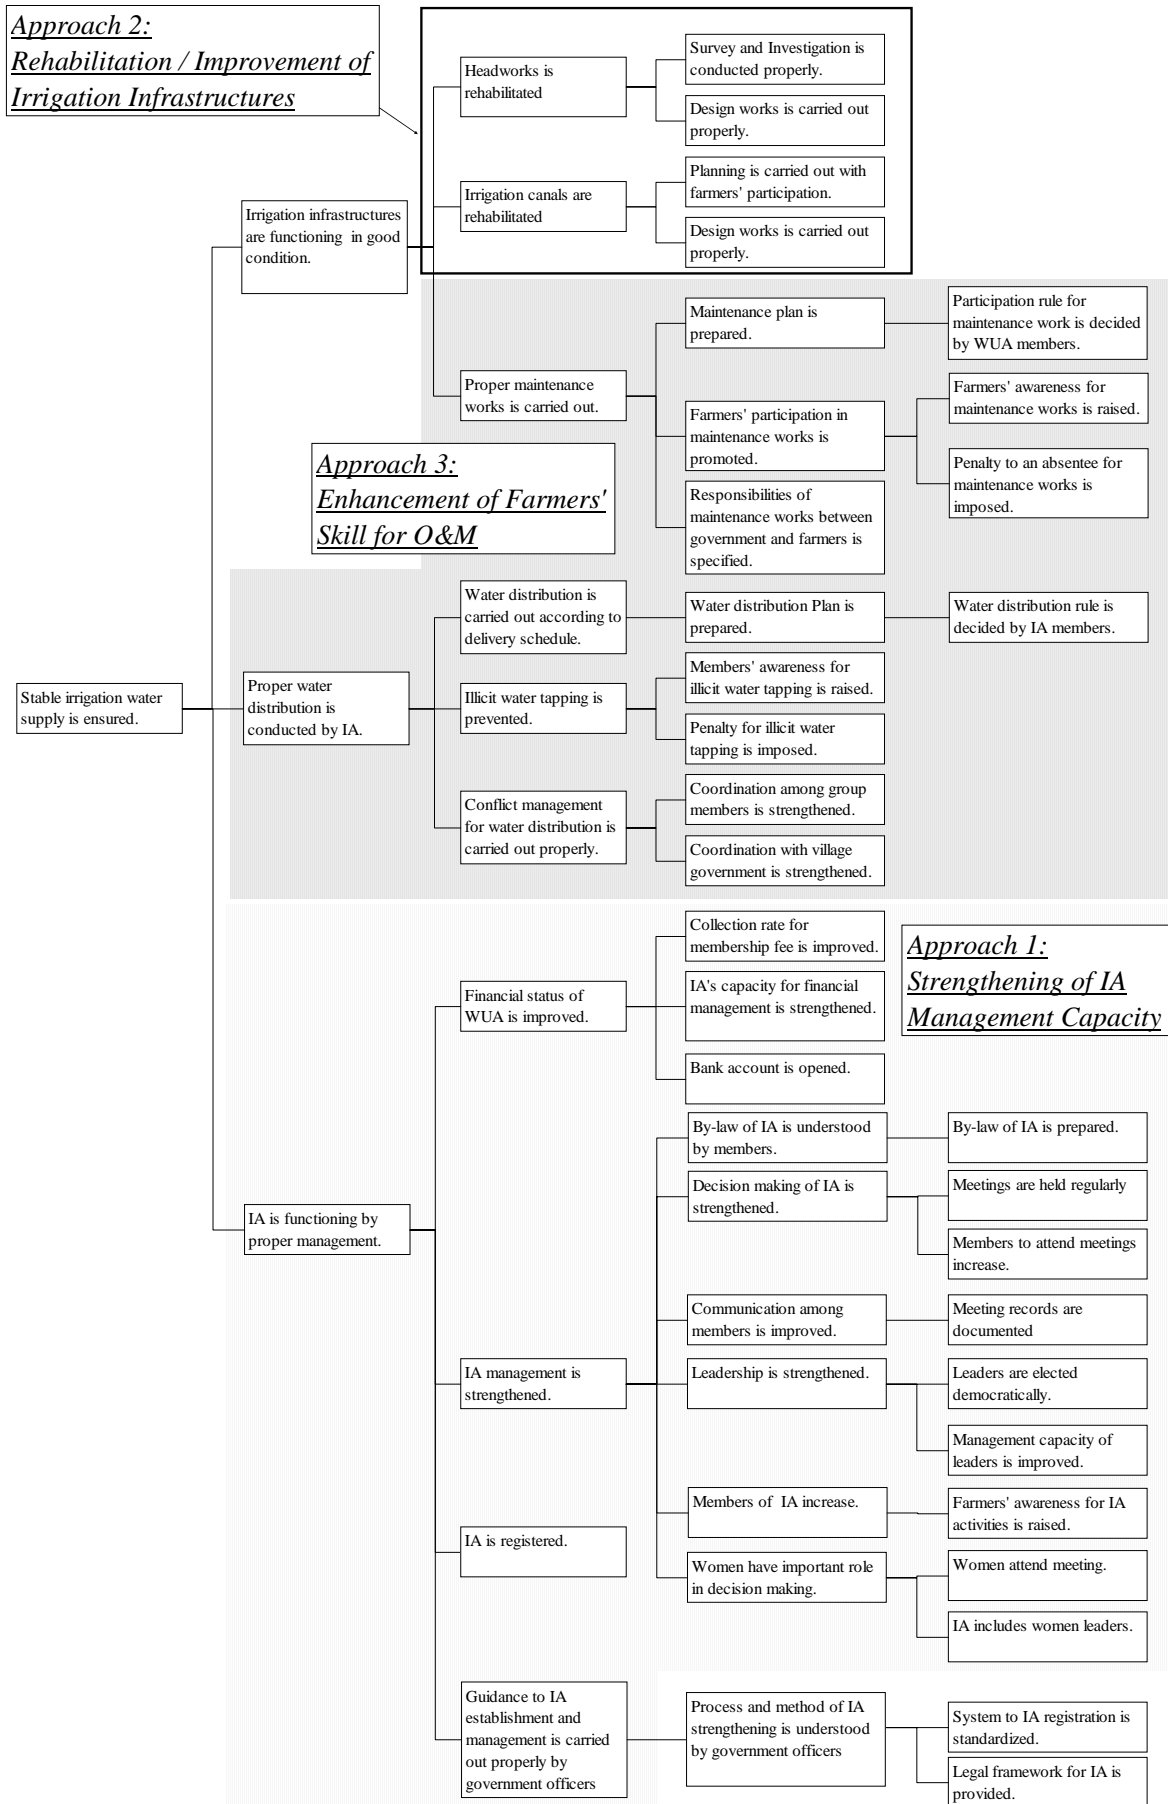 Approach 2:
Rehabilitation / Improvement of
Irrigation Infrastructures
Headworks is
rehabilitated
Survey and Investigation is
conducted properly.
Design works is carried out
properly.
Irrigation canals are
rehabilitated
Planning is carried out with
farmers' participation.
Design works is carried out
properly.
Irrigation infrastructures
are functioning in good
condition.
Maintenance plan is
prepared.
Participation rule for
maintenance work is decided
by WUA members.
Proper maintenance
works is carried out.
Farmers' participation in
maintenance works is
promoted.
Farmers' awareness for
maintenance works is raised.
Penalty to an absentee for
maintenance works is
imposed.
Approach 3:
Enhancement of Farmers'
Skill for O&M
Responsibilities of
maintenance works between
government and farmers is
specified.
Water distribution is
carried out according to
delivery schedule.
Water distribution Plan is
prepared.
Water distribution rule is
decided by IA members.
Stable irrigation water
supply is ensured.
Proper water
distribution is
conducted by IA.
Illicit water tapping is
prevented.
Members' awareness for
illicit water tapping is raised.
Penalty for illicit water
tapping is imposed.
Conflict management
for water distribution is
carried out properly.
Coordination among group
members is strengthened.
Coordination with village
government is strengthened.
Approach 1:
Strengthening of IA
Management Capacity
Financial status of
WUA is improved.
Collection rate for
membership fee is improved.
IA's capacity for financial
management is strengthened.
Bank account is opened.
By-law of IA is understood
by members.
By-law of IA is prepared.
Decision making of IA is
strengthened.
Meetings are held regularly
Members to attend meetings
increase.
IA is functioning by
proper management.
Communication among
members is improved.
Meeting records are
documented
IA management is
strengthened.
Leadership is strengthened.
Leaders are elected
democratically.
Management capacity of
leaders is improved.
Members of IA increase.
Farmers' awareness for IA
activities is raised.
IA is registered.
Women have important role
in decision making.
Women attend meeting.
IA includes women leaders.
Guidance to IA
establishment and
management is carried
out properly by
government officers
Process and method of IA
strengthening is understood
by government officers
System to IA registration is
standardized.
Legal framework for IA is
provided.